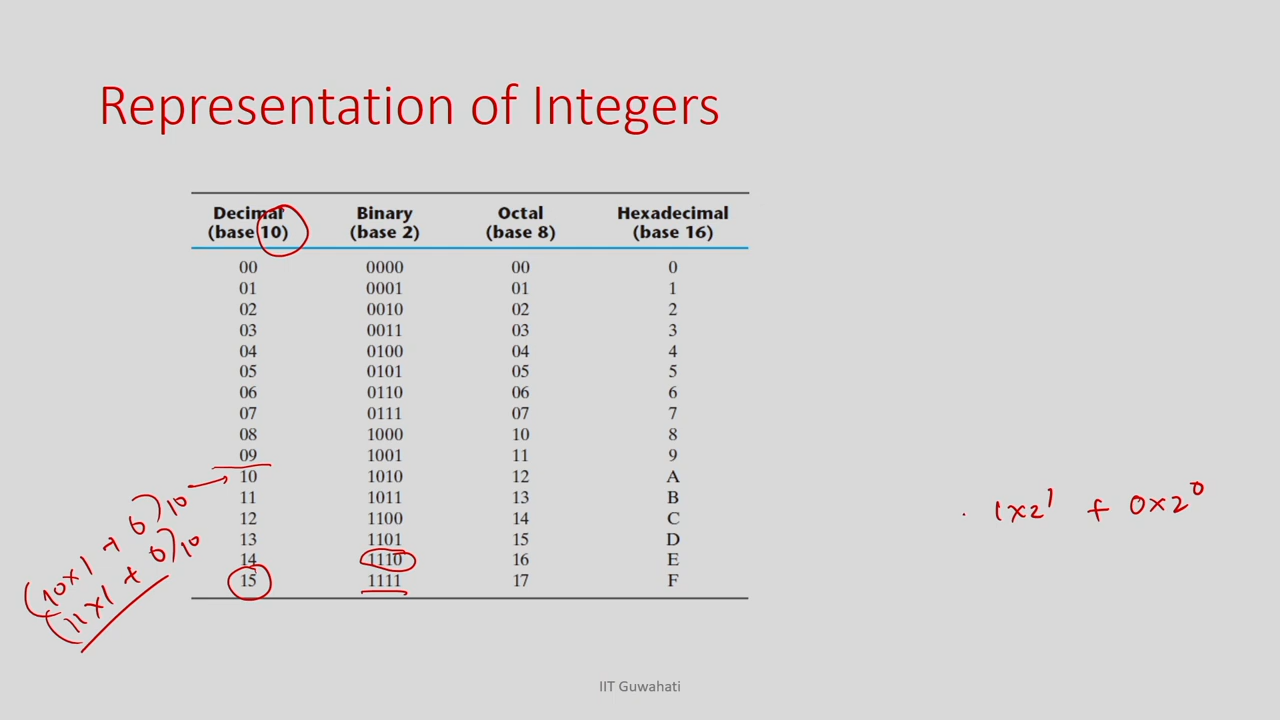 Representation of Integers
Decimal Binary Octal Hexadecimal
(base 10) (base 2) (base 8) (base 16)
00 0000 00 0
01 0001 01 1
02 0010 02 2
03 0011 03 3
04 0100 04 4
05 0101 05 5
06 0110 06 6
07 0111 07 7
08 1000 10 8
09 1001 11 9
10 1010 12 A
11 1011 13 B
12 1100 14 C
13 1101 15 D
14 1110 16 E
15 1111 17 F
(10x1 + 0)10
(11x1 + 0)10
1x2^1 + 0x2^0
IIT Guwahati